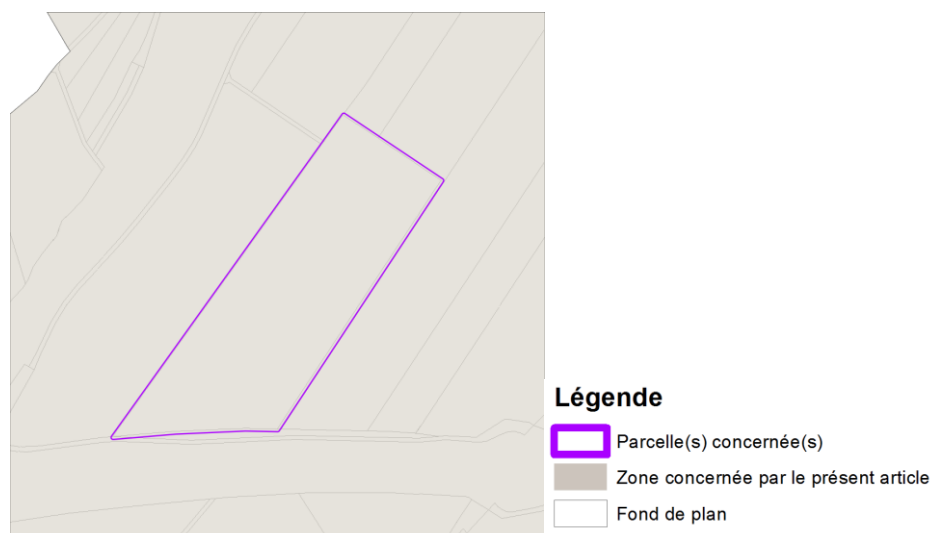 Légende
Parcelle(s) concernée(s)
Zone concernée par le présent article
Fond de plan